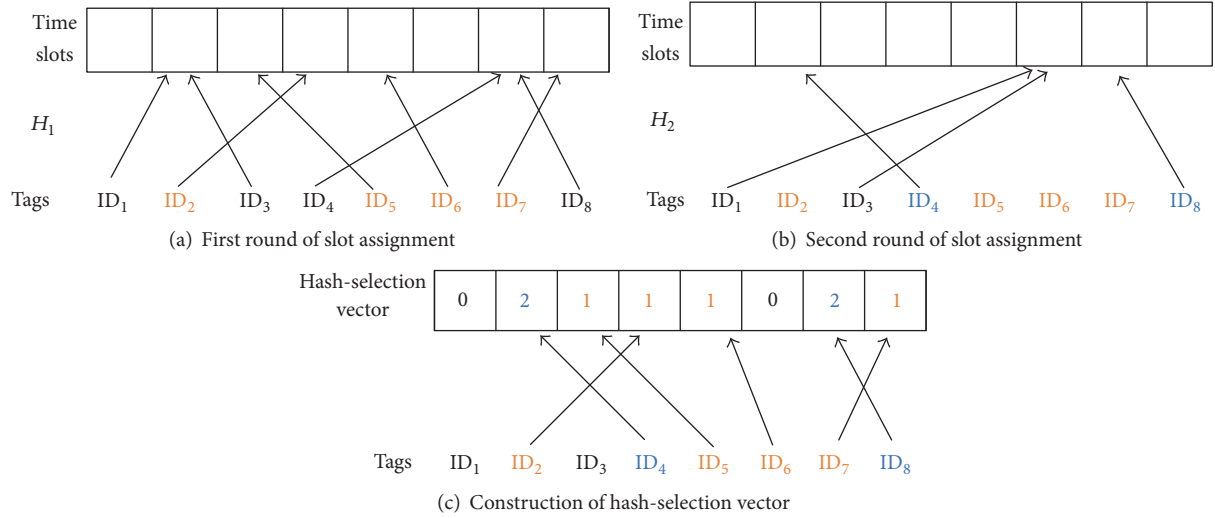 Time
slots
H₁
Tags ID₁ ID₂ ID₃ ID₄ ID₅ ID₆ ID₇ ID₈
(a) First round of slot assignment
Time
slots
H₂
Tags ID₁ ID₂ ID₃ ID₄ ID₅ ID₆ ID₇ ID₈
(b) Second round of slot assignment
Hash-selection
vector
0 2 1 1 1 0 2 1
Tags ID₁ ID₂ ID₃ ID₄ ID₅ ID₆ ID₇ ID₈
(c) Construction of hash-selection vector